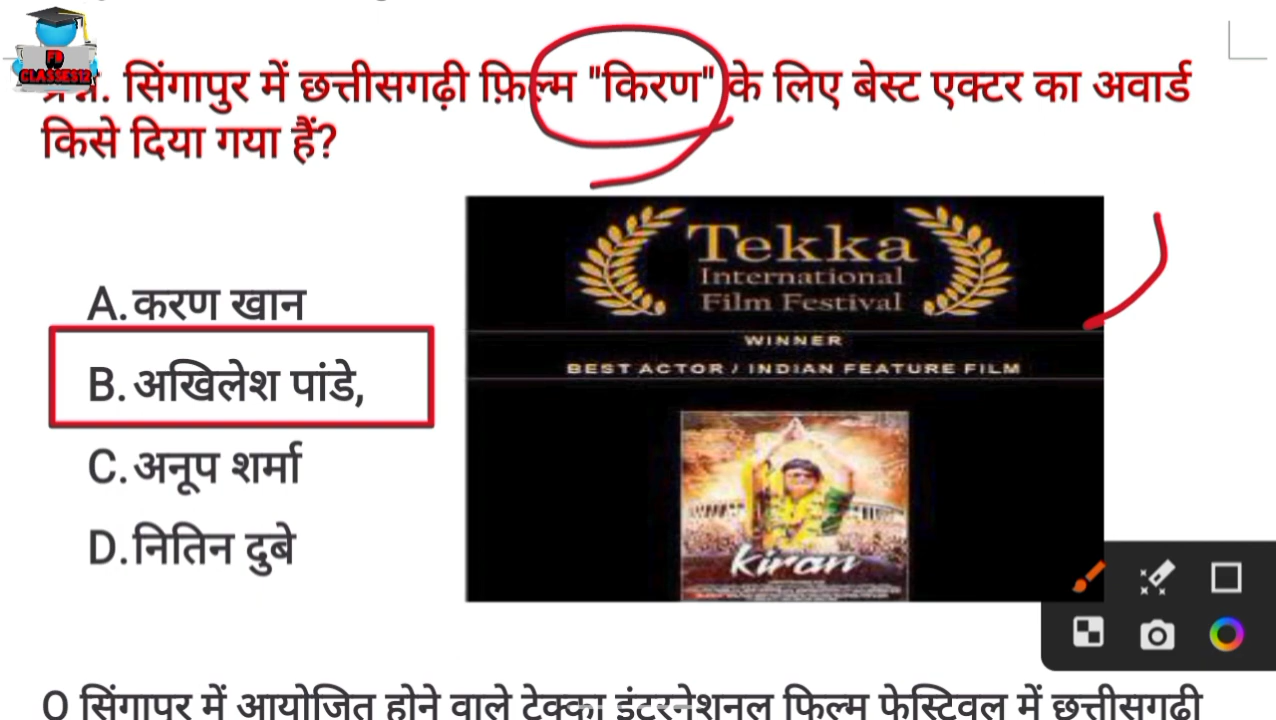 FD
CLASSES12
प्रश्न. सिंगापुर में छत्तीसगढ़ी फ़िल्म "किरण" के लिए बेस्ट एक्टर का अवार्ड
किसे दिया गया हैं?
A. करण खान
B. अखिलेश पांडे,
C. अनूप शर्मा
D. नितिन दुबे
Tekka
International
Film Festival
WINNER
BEST ACTOR / INDIAN FEATURE FILM
kiran
O सिंगापुर में आयोजित होने वाले टेक्का इंटरनेशनल फिल्म फेस्टिवल में छत्तीसगढ़ी